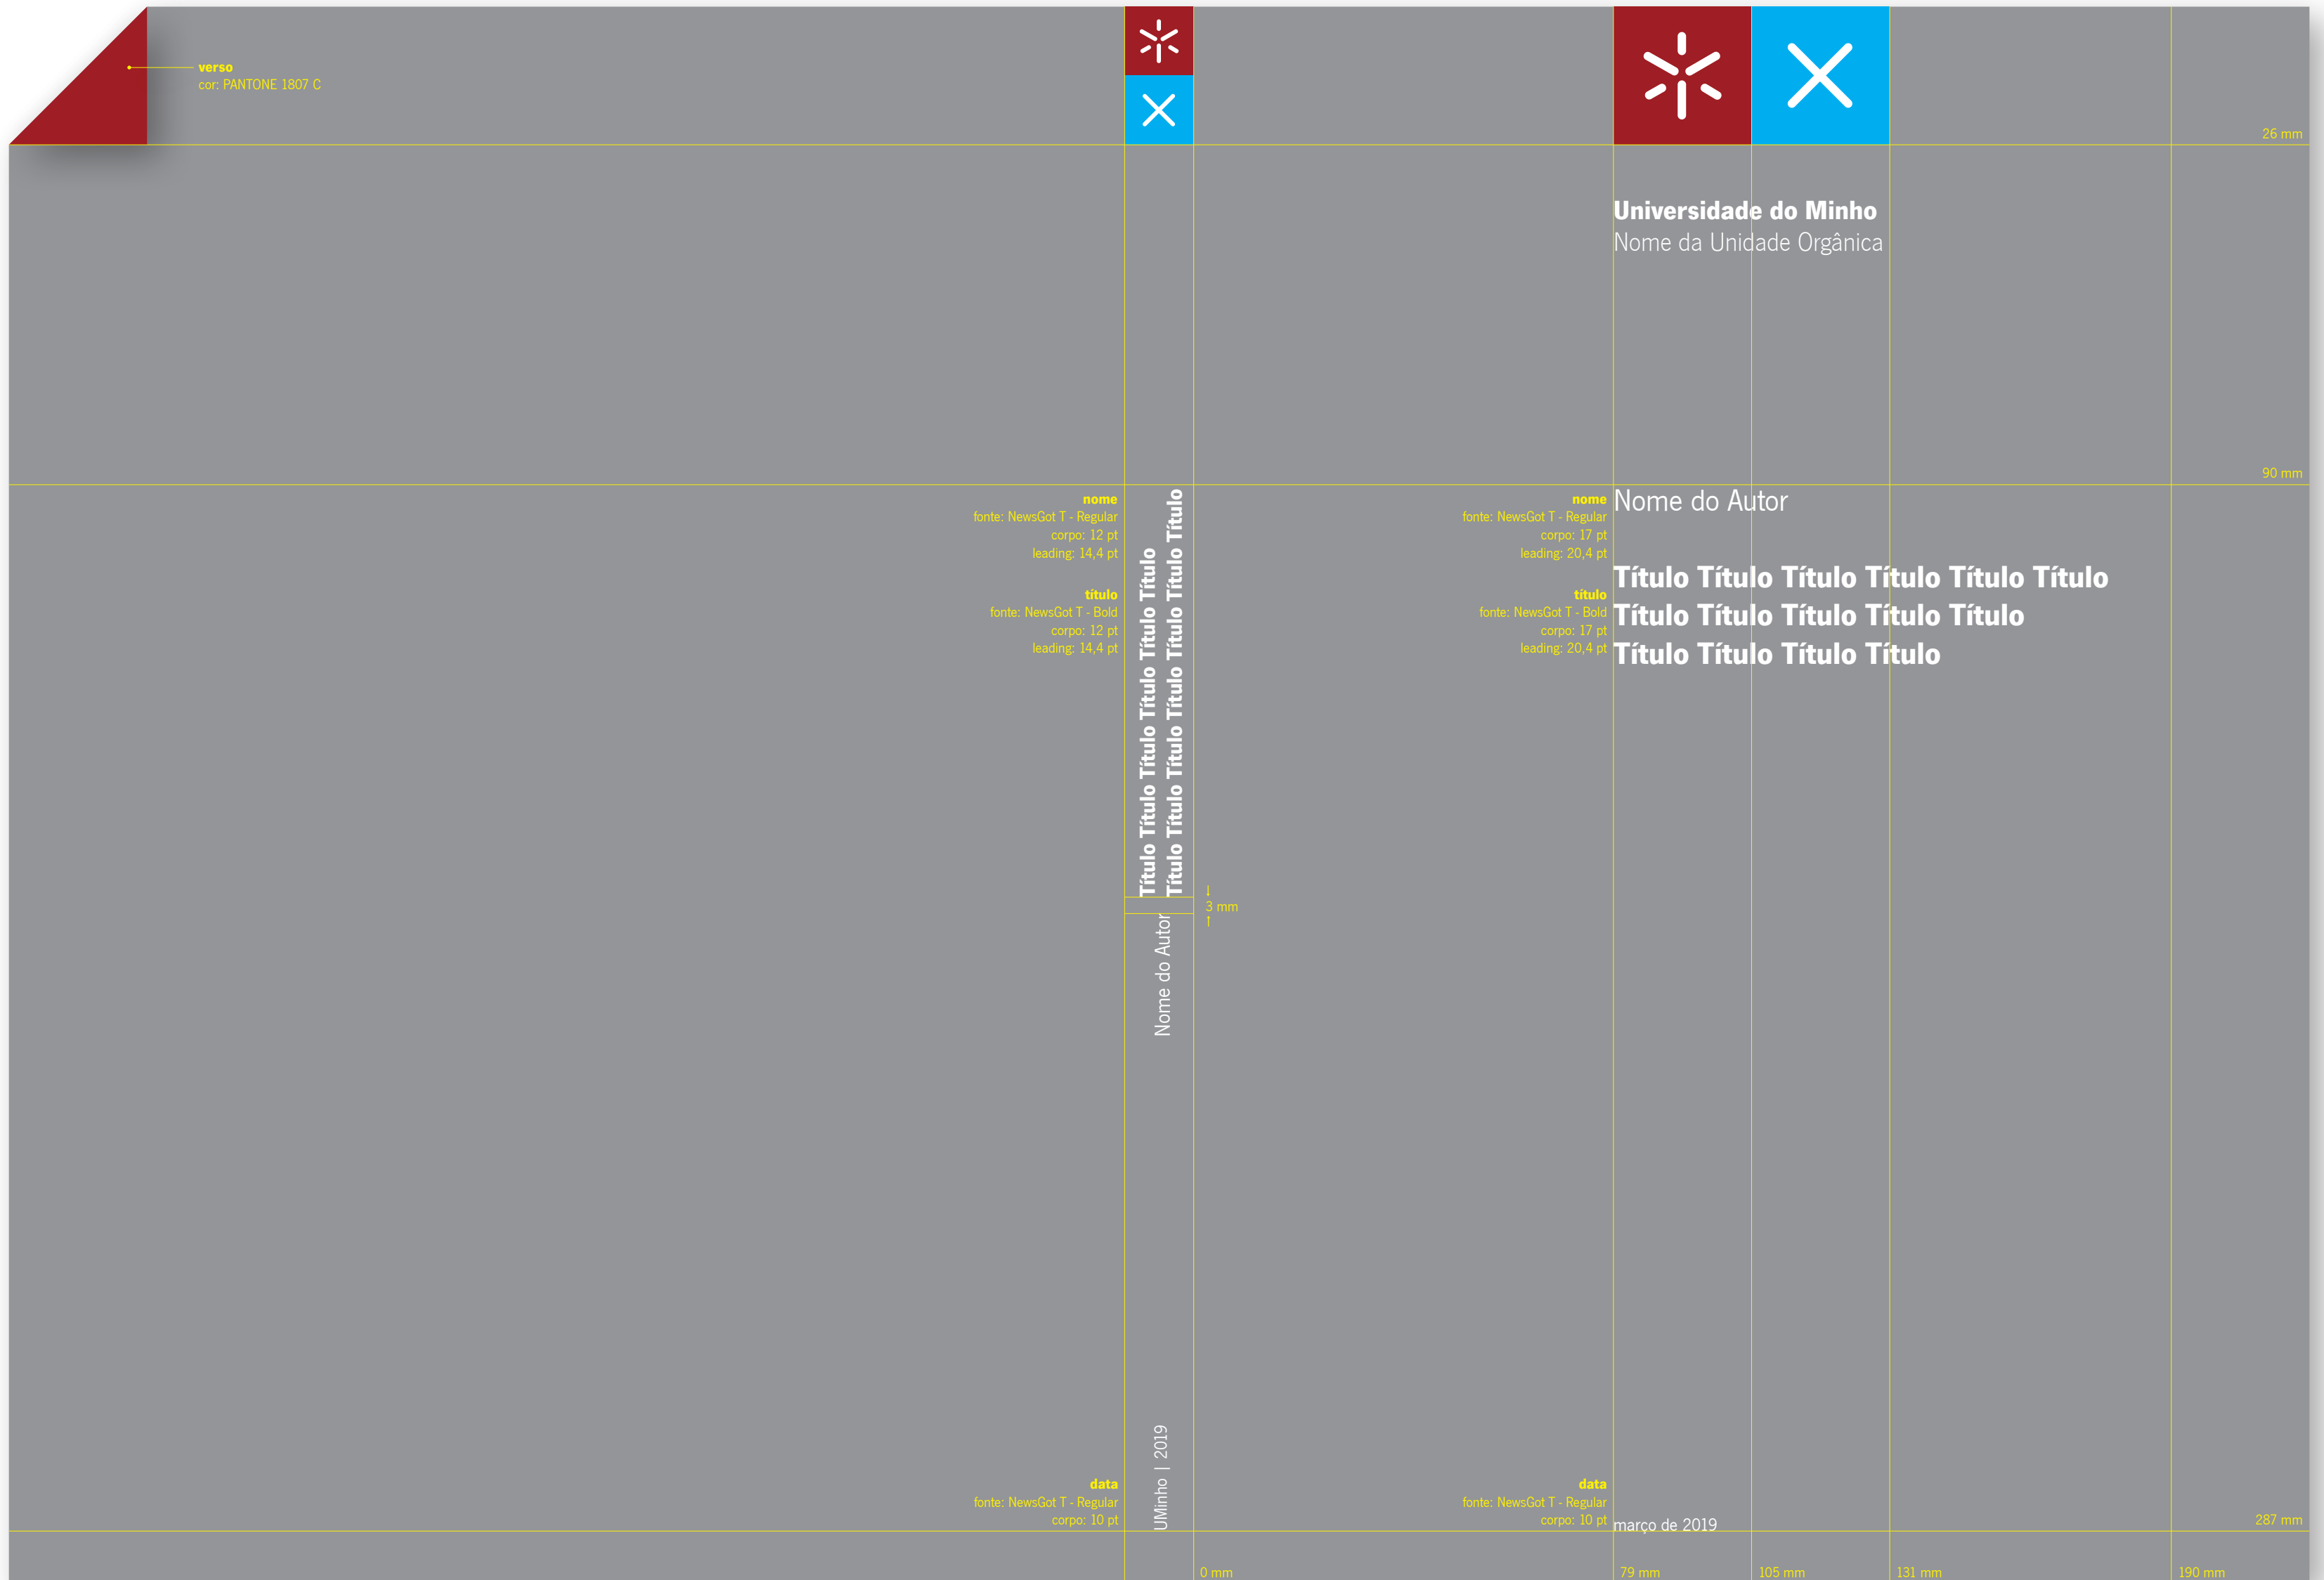 verso
cor: PANTONE 1807 C
26 mm
Universidade do Minho
Nome da Unidade Orgânica
90 mm
nome
fonte: NewsGot T - Regular
corpo: 12 pt
leading: 14,4 pt
título
fonte: NewsGot T - Bold
corpo: 12 pt
leading: 14,4 pt
Título Título Título Título Título Título
Título Título Título Título Título Título Título
3 mm
Nome do Autor
UMinho | 2019
data
fonte: NewsGot T - Regular
corpo: 10 pt
nome
fonte: NewsGot T - Regular
corpo: 17 pt
leading: 20,4 pt
título
fonte: NewsGot T - Bold
corpo: 17 pt
leading: 20,4 pt
Nome do Autor
Título Título Título Título Título Título
Título Título Título Título Título
Título Título Título Título
data
fonte: NewsGot T - Regular
corpo: 10 pt
março de 2019
287 mm
0 mm
79 mm
105 mm
131 mm
190 mm